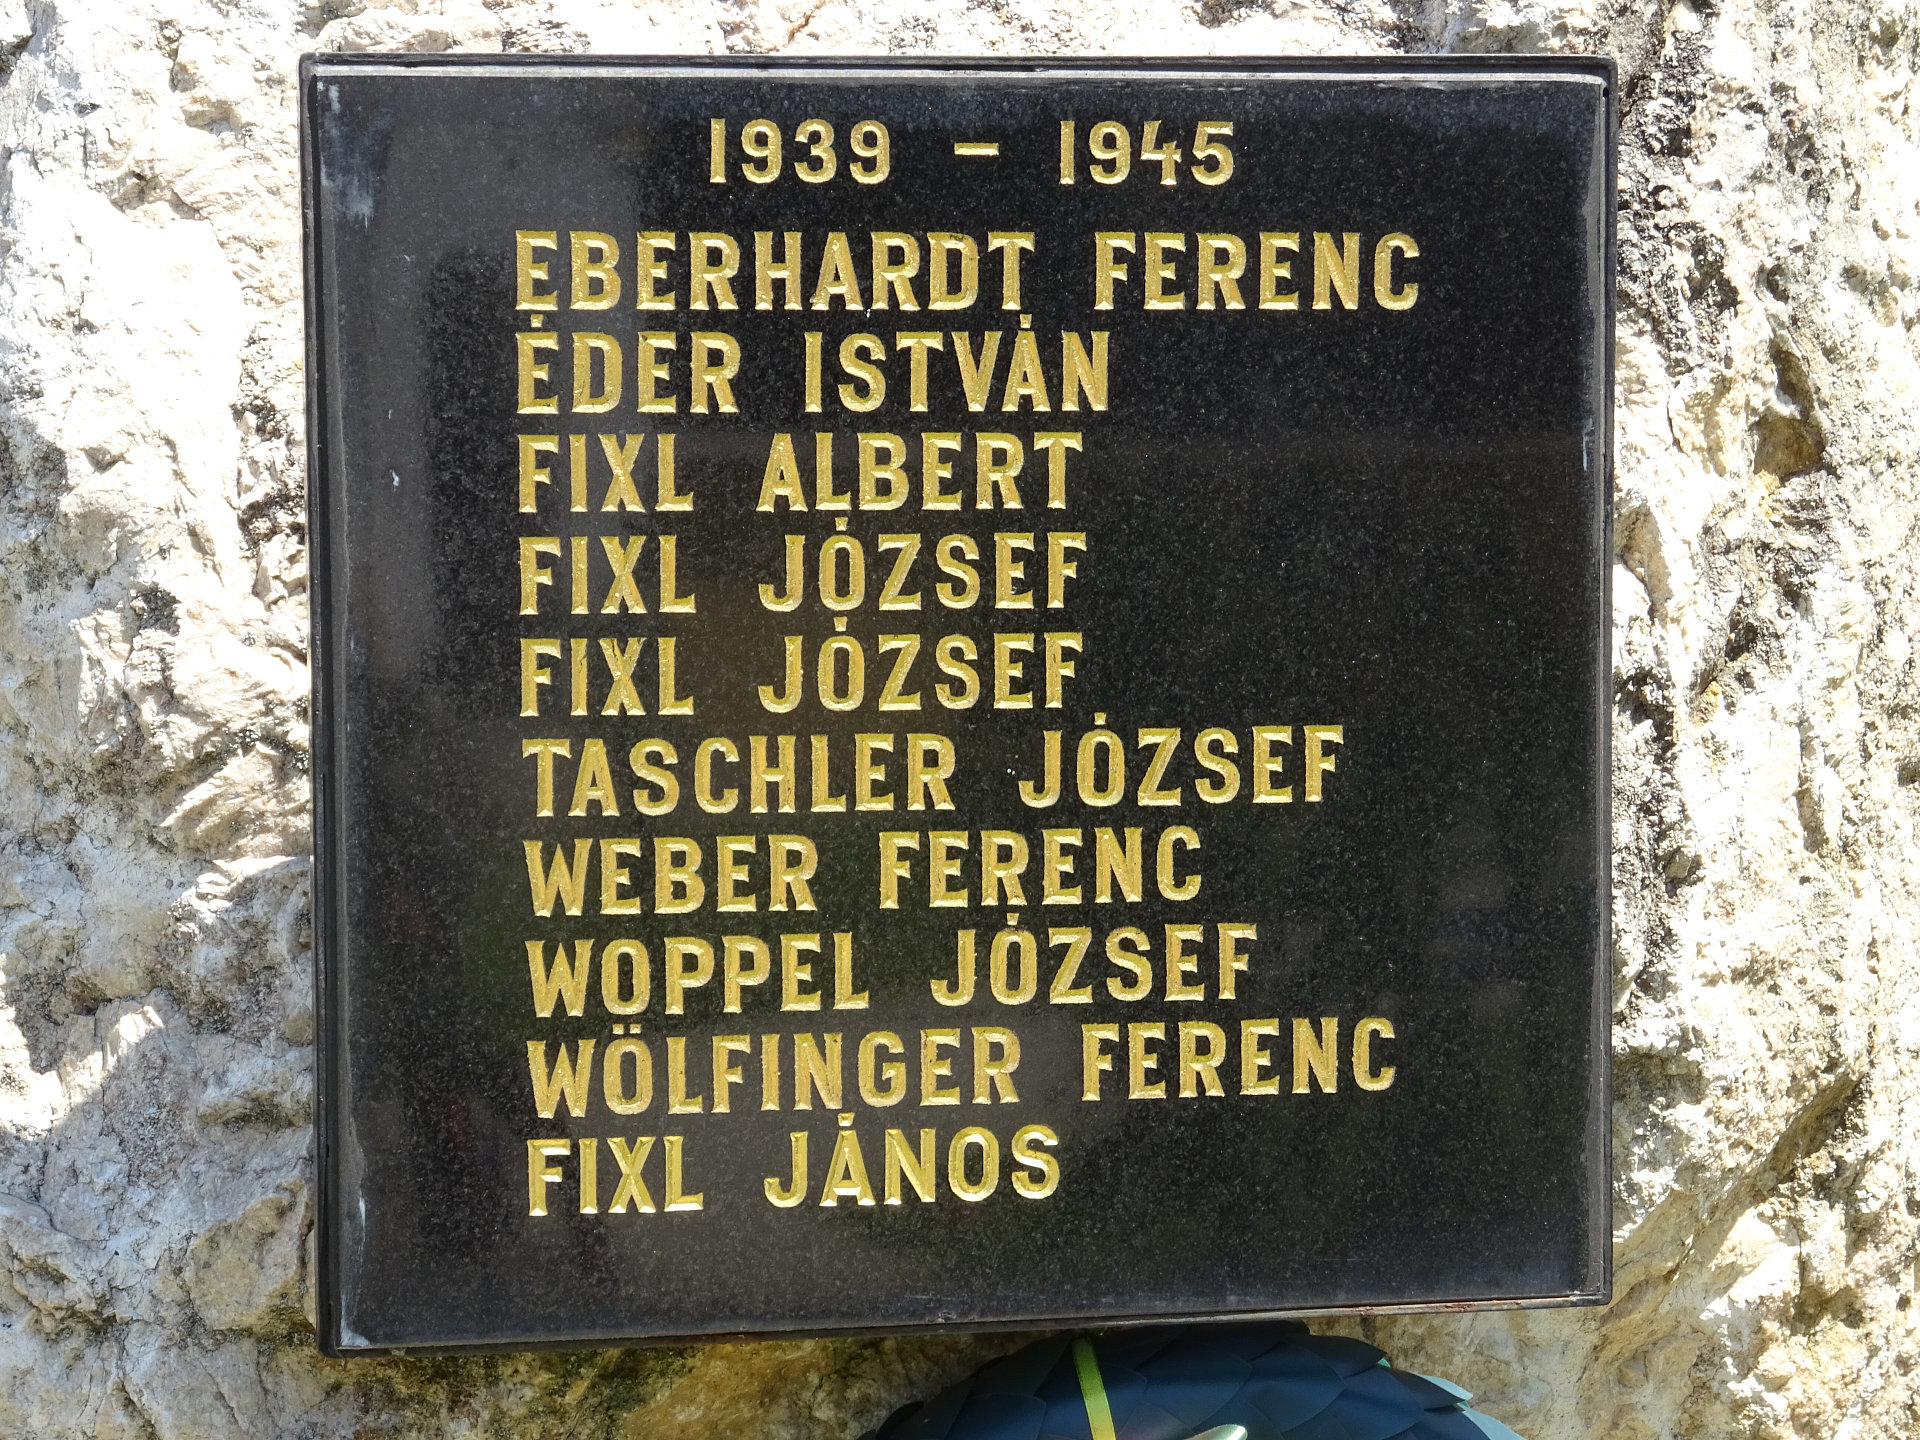 1939 – 1945
EBERHARDT FERENC
ÉDER ISTVÁN
FIXL ALBERT
FIXL JÓZSEF
FIXL JÓZSEF
TASCHLER JÓZSEF
WEBER FERENC
WOPPEL JÓZSEF
WÖLFINGER FERENC
FIXL JÁNOS